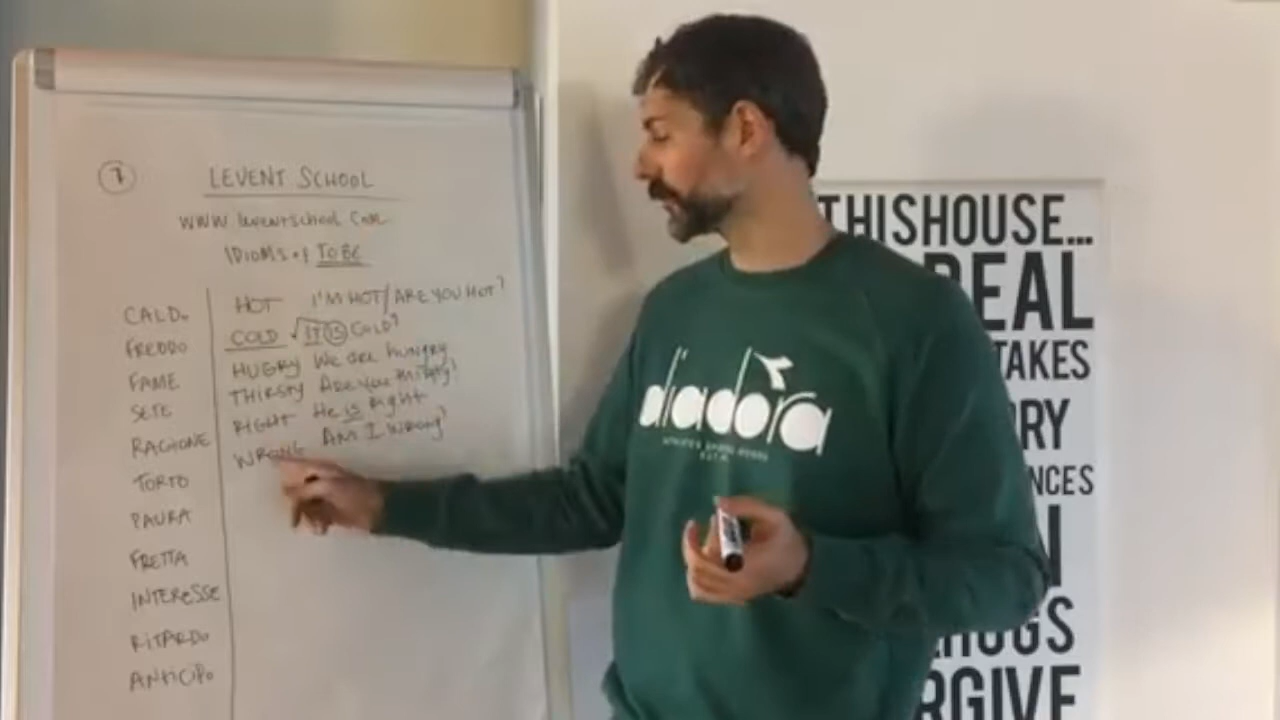 7
LEVENT SCHOOL
WWW leventschool Com
IDIOMS of TO BE
CALDO HOT I'M HOT/ARE YOU HOT?
FREDDO COLD IT IS COLD?
FAME HUGRY We are hungry
SETE THIRSTY Are you thirsty?
RAGIONE RIGHT He is Right
TORTO WRONG AM I WRONG?
PAURA
FRETTA
INTERESSE
RITARDO
ANTICIPO
diadora
THISHOUSE...
REAL
TAKES
RY
NCES
HUGS
RGIVE